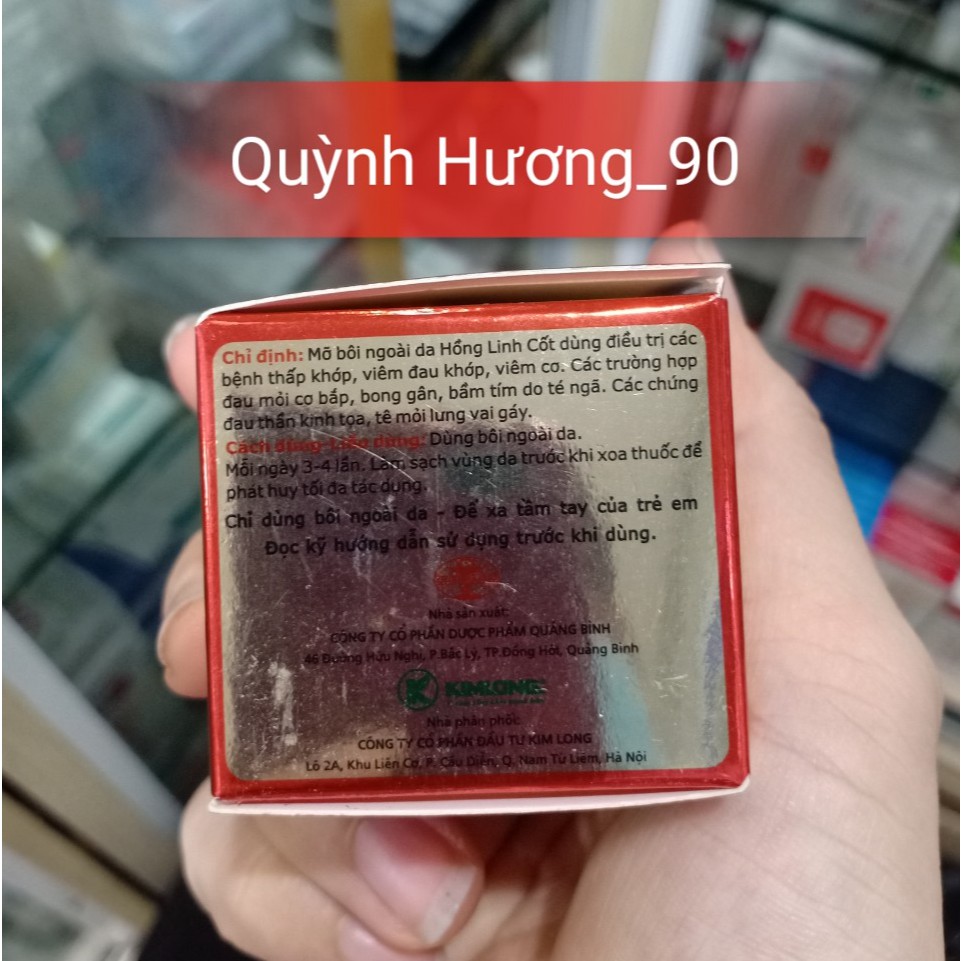 Quỳnh Hương_90
Chỉ định: Mỡ bôi ngoài da Hồng Linh Cốt dùng điều trị các
bệnh thấp khớp, viêm đau khớp, viêm cơ. Các trường hợp
đau mỏi cơ bắp, bong gân, bầm tím do té ngã. Các chứng
đau thần kinh tọa, tê mỏi lưng vai gáy.
Cách dùng-Liều dùng: Dùng bôi ngoài da.
Mỗi ngày 3-4 lần. Làm sạch vùng da trước khi xoa thuốc để
phát huy tối đa tác dụng.
Chỉ dùng bôi ngoài da - Để xa tầm tay của trẻ em
Đọc kỹ hướng dẫn sử dụng trước khi dùng.
Nhà sản xuất:
CÔNG TY CỔ PHẦN DƯỢC PHẨM QUẢNG BÌNH
46 Đường Hữu Nghị, P.Bắc Lý, TP.Đồng Hới, Quảng Bình
KIMLONG
Nhà phân phối:
CÔNG TY CỔ PHẦN ĐẦU TƯ KIM LONG
Lô 2A, Khu Liên Cơ, P. Cầu Diễn, Q. Nam Từ Liêm, Hà Nội